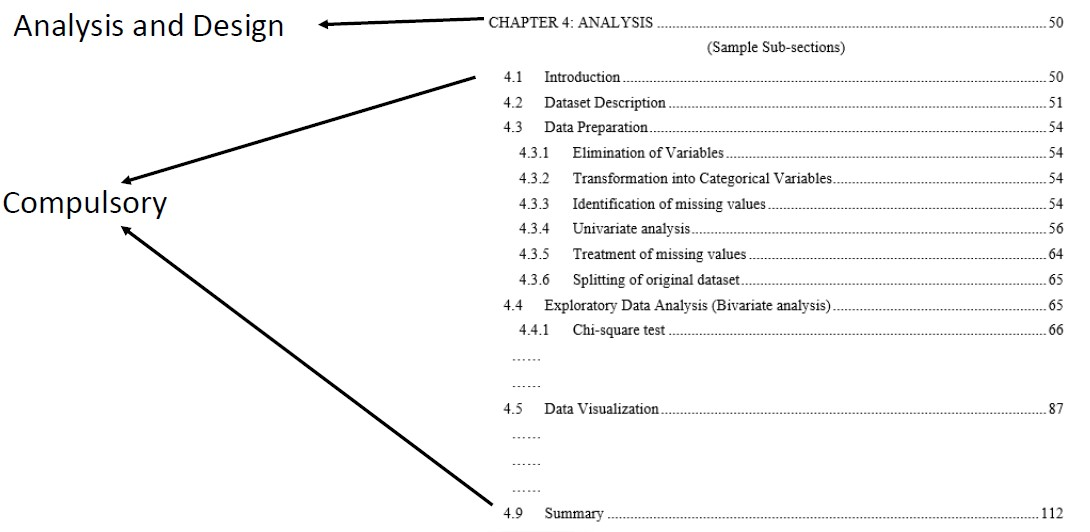 Analysis and Design
CHAPTER 4: ANALYSIS ........ 50
(Sample Sub-sections)
4.1 Introduction ........ 50
4.2 Dataset Description ........ 51
4.3 Data Preparation ........ 54
4.3.1 Elimination of Variables ........ 54
4.3.2 Transformation into Categorical Variables ........ 54
4.3.3 Identification of missing values ........ 54
Compulsory
4.3.4 Univariate analysis ........ 56
4.3.5 Treatment of missing values ........ 64
4.3.6 Splitting of original dataset ........ 65
4.4 Exploratory Data Analysis (Bivariate analysis) ........ 65
4.4.1 Chi-square test ........ 66
......
......
4.5 Data Visualization ........ 87
......
......
......
4.9 Summary ........ 112